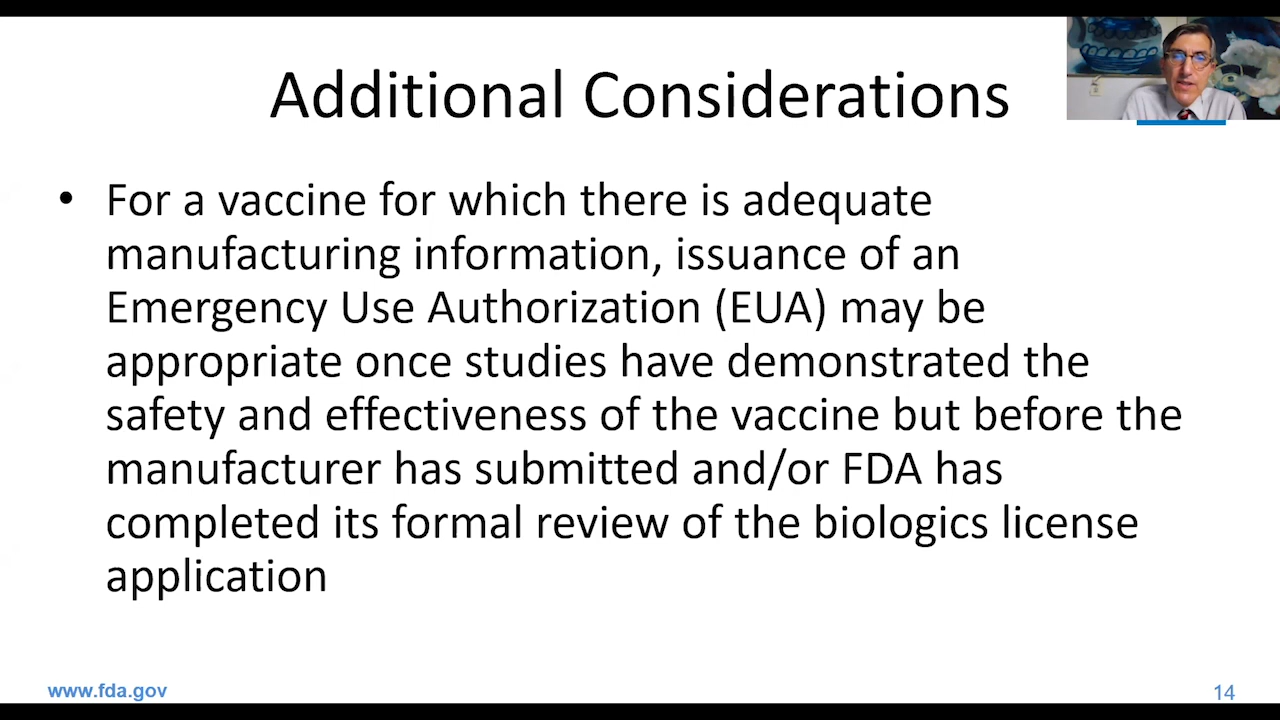 Additional Considerations
• For a vaccine for which there is adequate
manufacturing information, issuance of an
Emergency Use Authorization (EUA) may be
appropriate once studies have demonstrated the
safety and effectiveness of the vaccine but before the
manufacturer has submitted and/or FDA has
completed its formal review of the biologics license
application
www.fda.gov
14